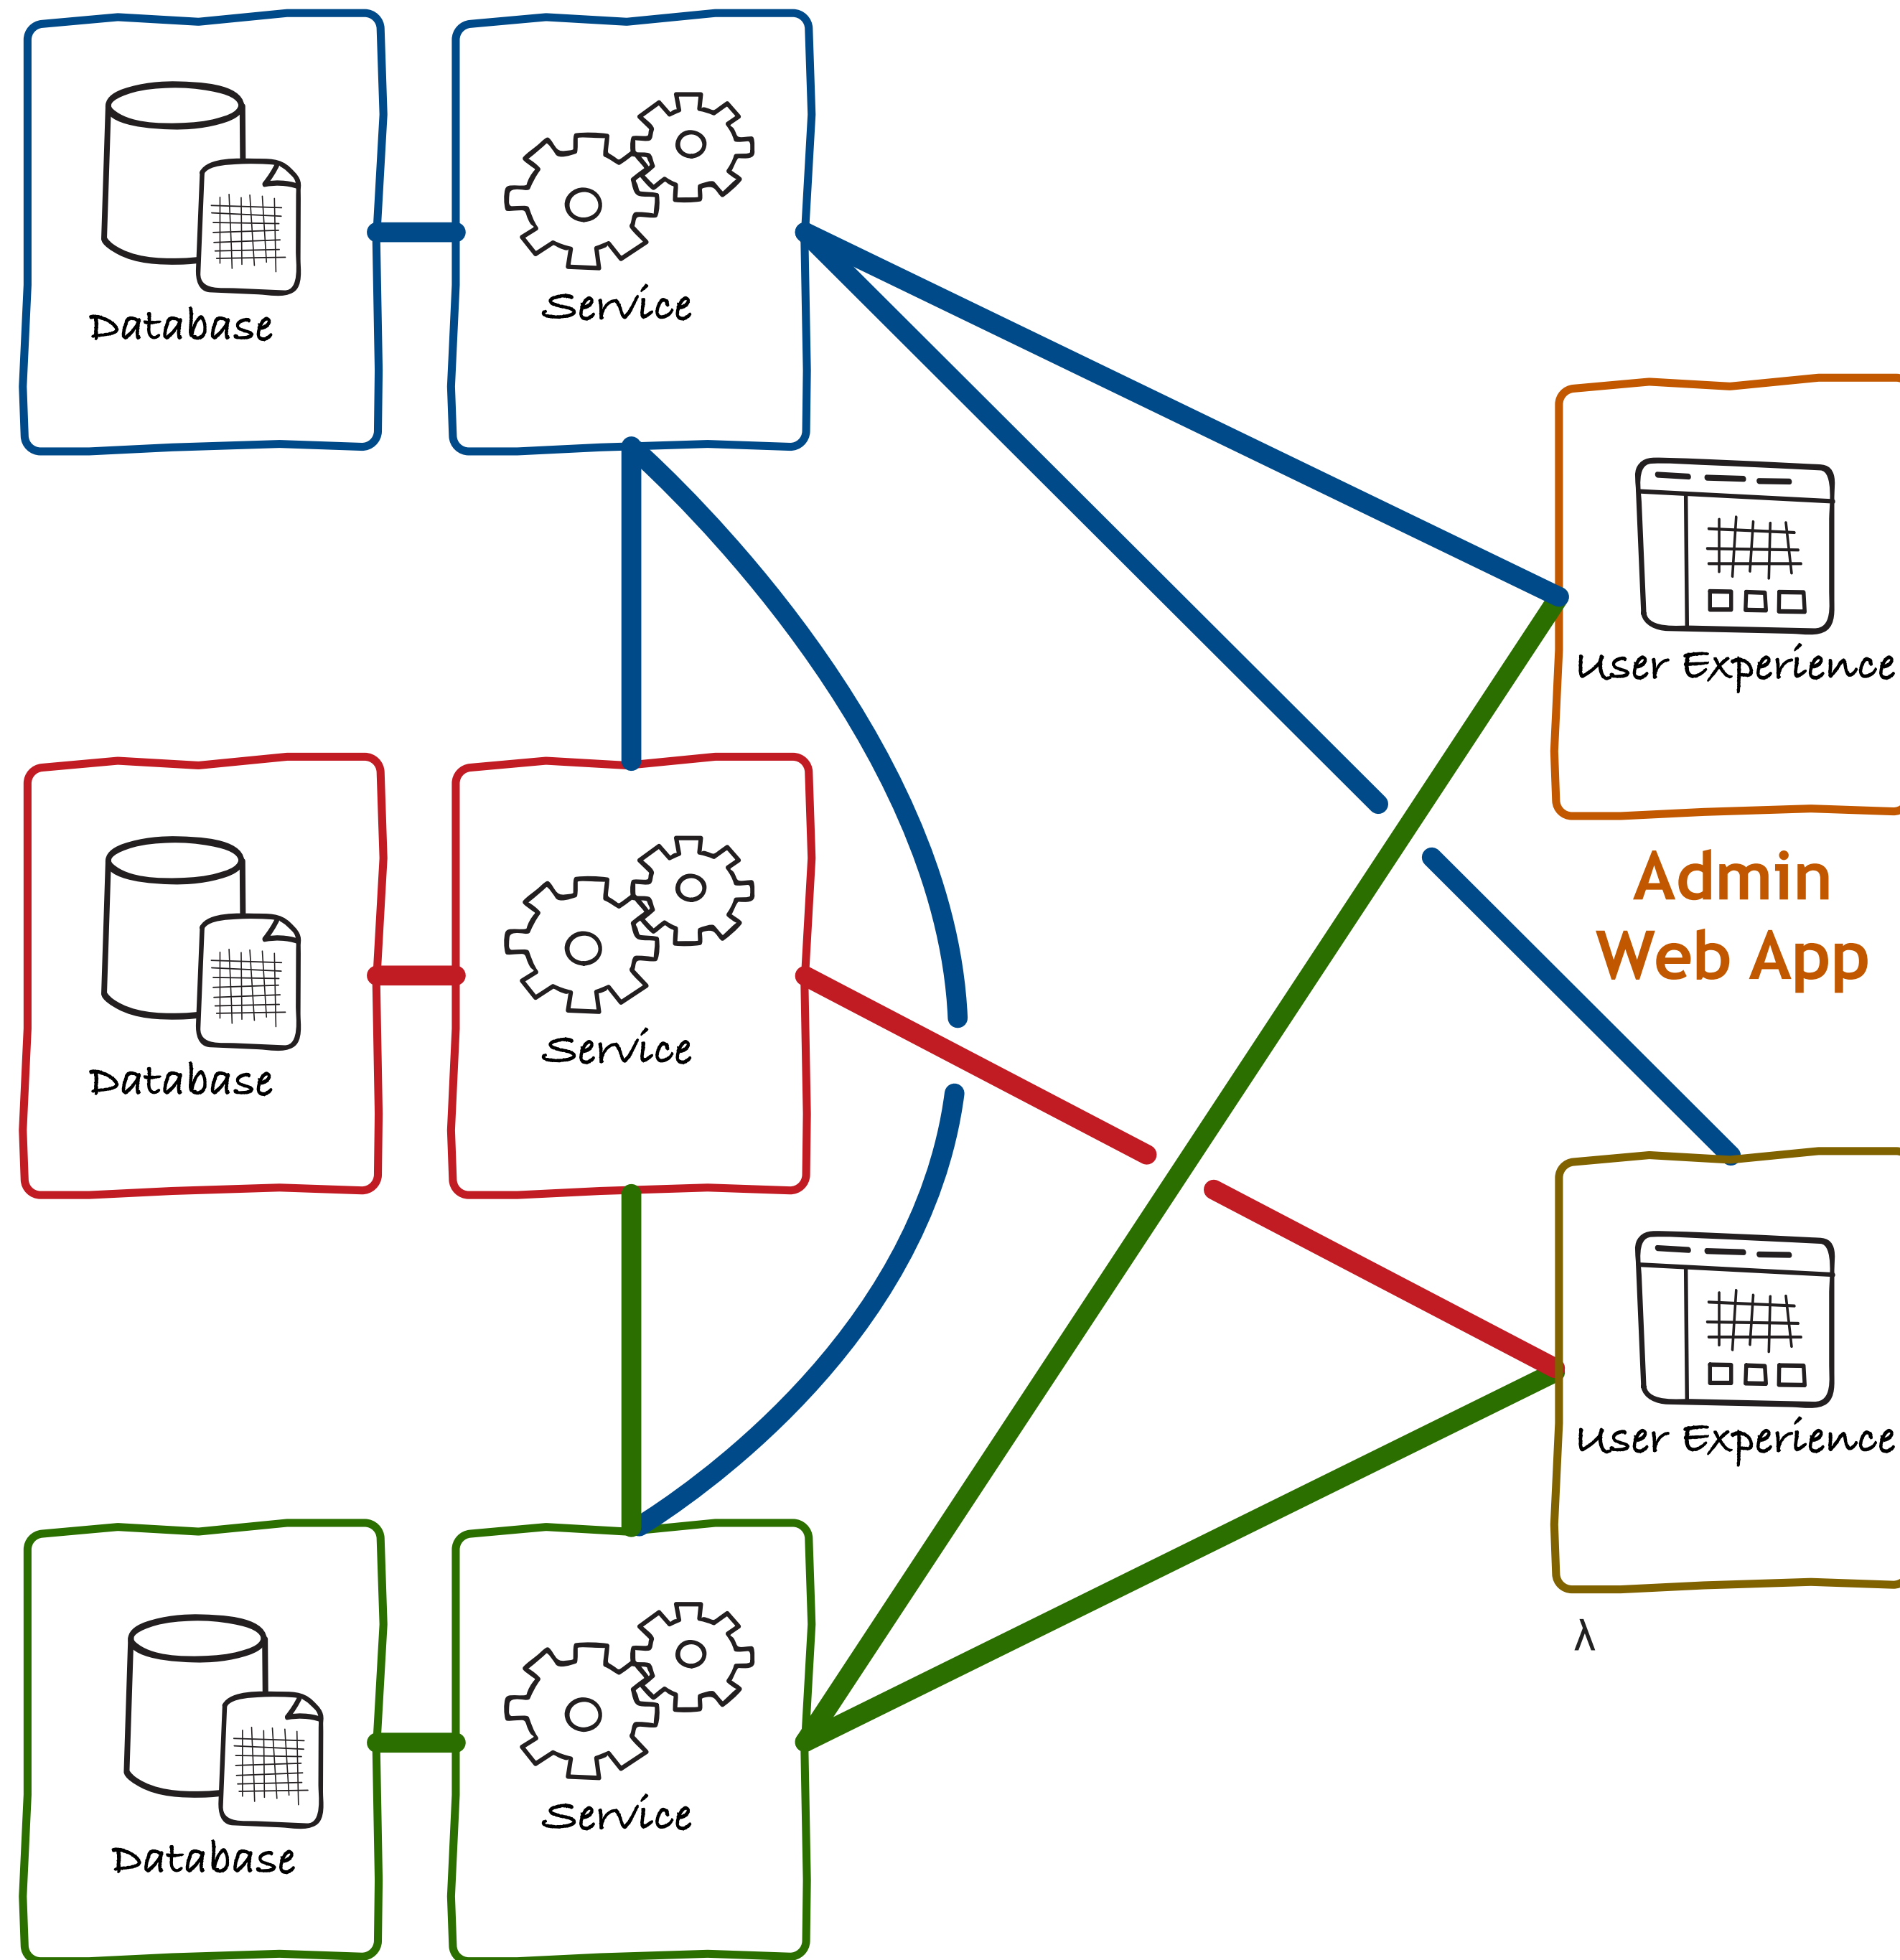 Database
Service
User Experience
Admin
Web App
Database
Service
User Experience
λ
Database
Service